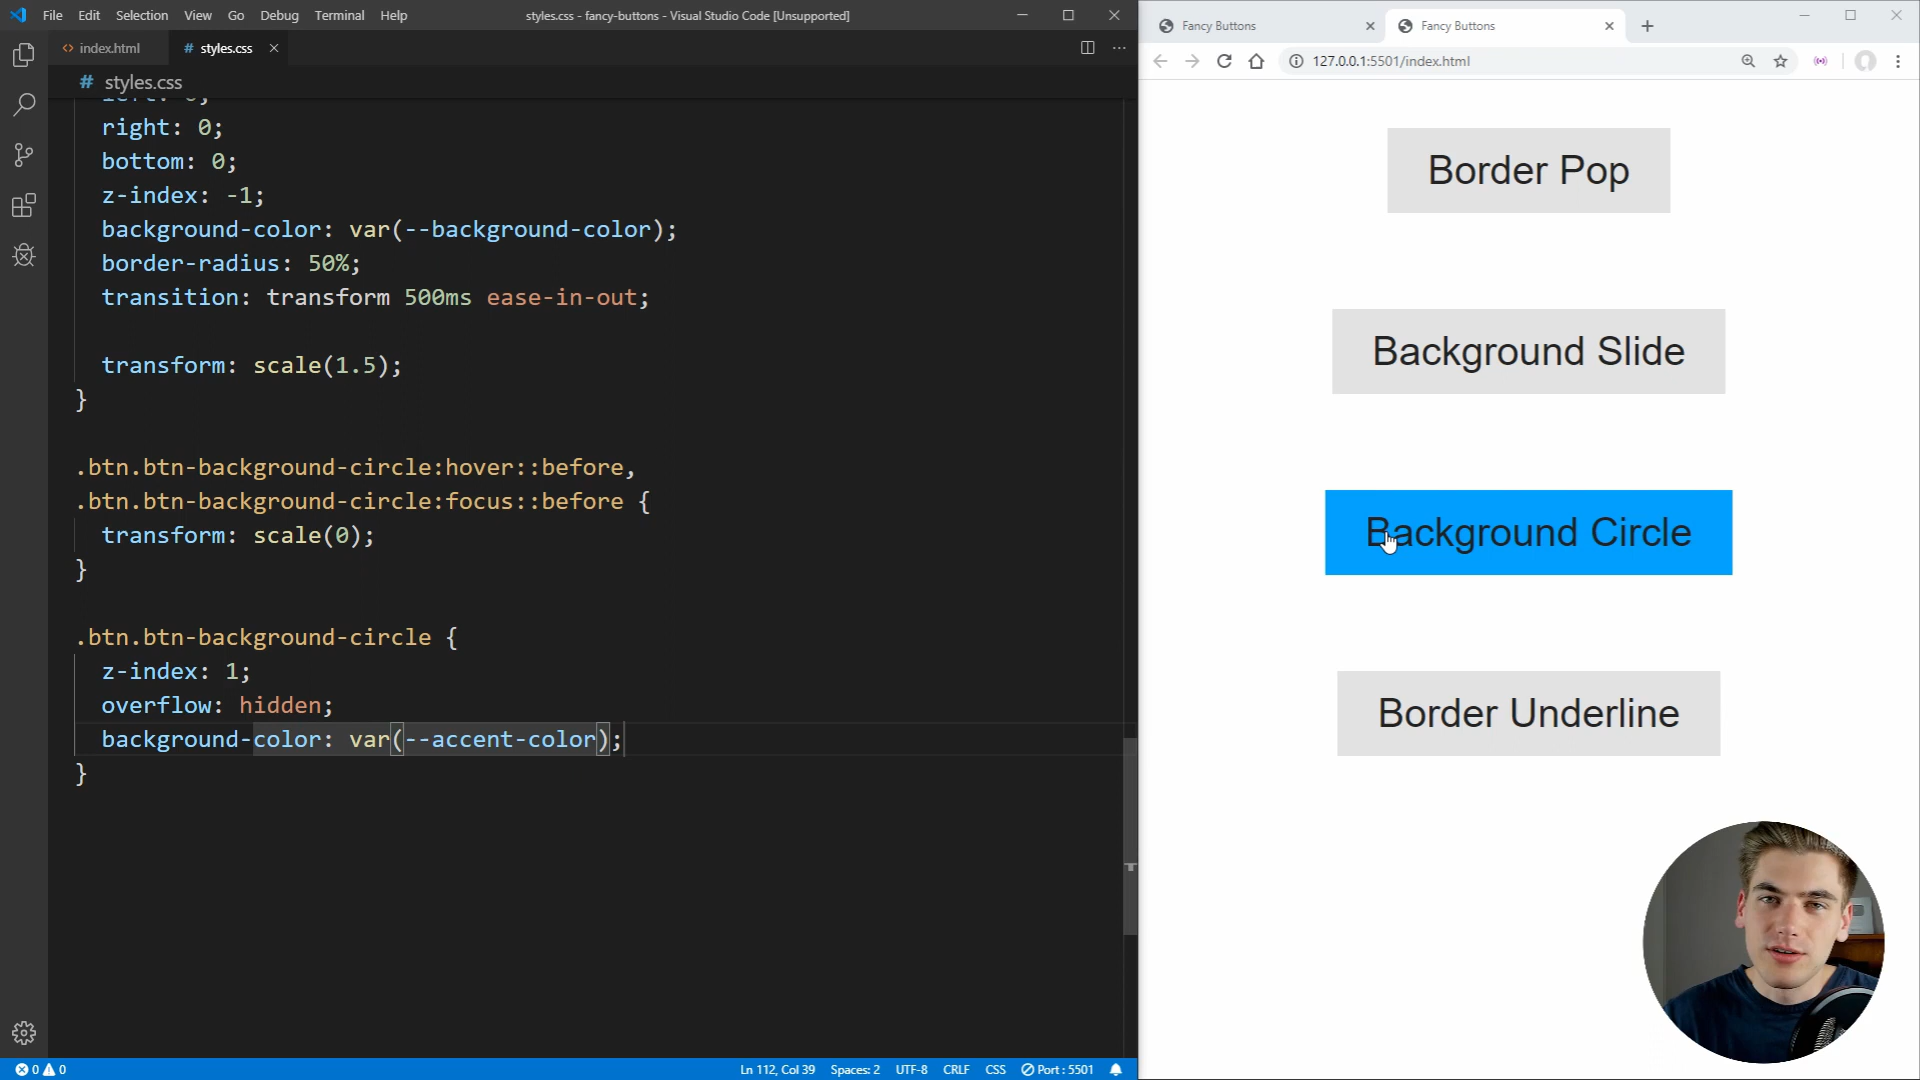 File Edit Selection View Go Debug Terminal Help
styles.css - fancy-buttons - Visual Studio Code [Unsupported]
index.html
# styles.css
# styles.css
left: 0;
right: 0;
bottom: 0;
z-index: -1;
background-color: var(--background-color);
border-radius: 50%;
transition: transform 500ms ease-in-out;
transform: scale(1.5);
}
.btn.btn-background-circle:hover::before,
.btn.btn-background-circle:focus::before {
transform: scale(0);
}
.btn.btn-background-circle {
z-index: 1;
overflow: hidden;
background-color: var(--accent-color);
}
0 0
Ln 112, Col 39 Spaces: 2 UTF-8 CRLF CSS Port : 5501
Fancy Buttons
Fancy Buttons
127.0.0.1:5501/index.html
Border Pop
Background Slide
Background Circle
Border Underline